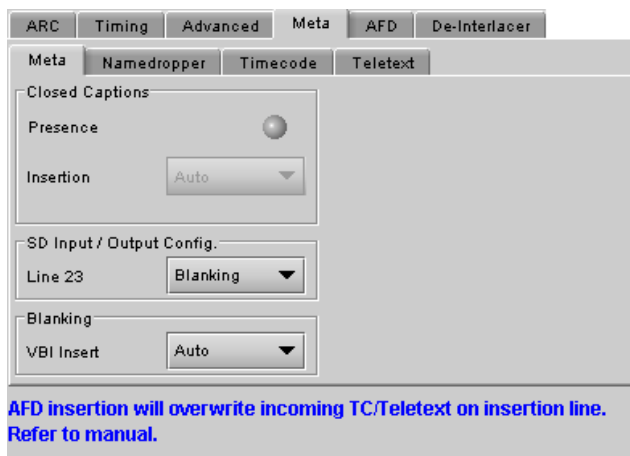 ARC Timing Advanced Meta AFD De-Interlacer
Meta Namedropper Timecode Teletext
Closed Captions
Presence
Insertion Auto
SD Input / Output Config.
Line 23 Blanking
Blanking
VBI Insert Auto
AFD insertion will overwrite incoming TC/Teletext on insertion line.
Refer to manual.